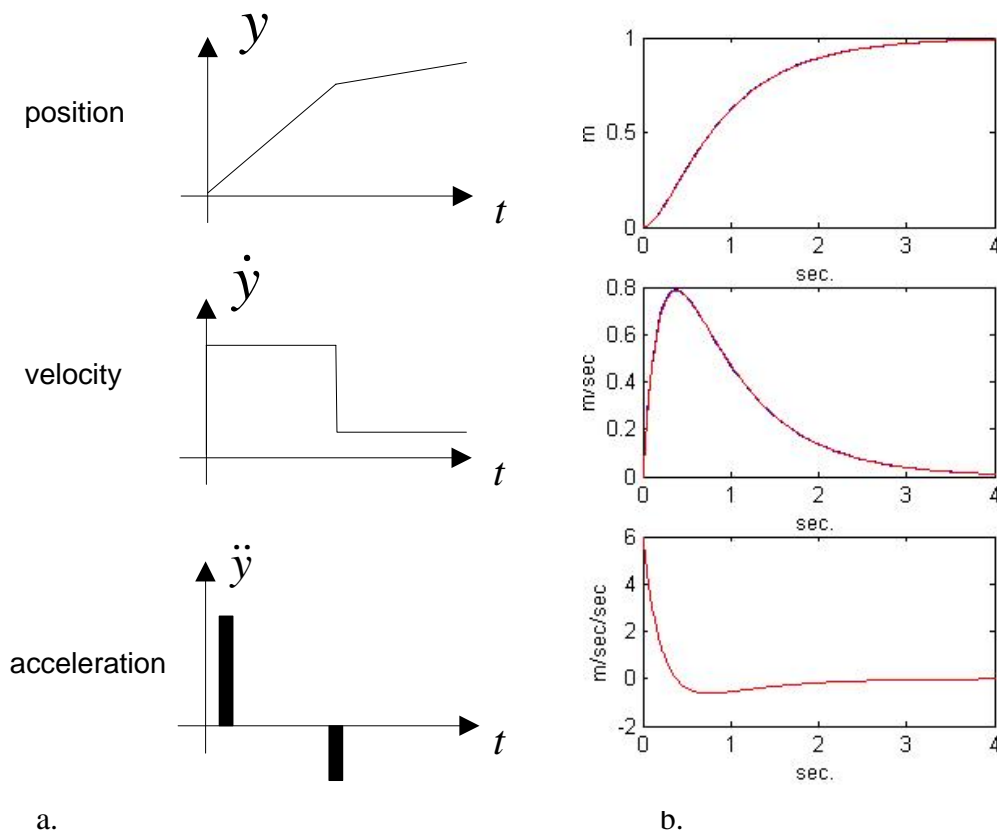 y
position
t
ẏ
velocity
t
ÿ
acceleration
t
a.
1
0.5
0
m
0 1 2 3 4
sec.
0.8
0.6
0.4
0.2
0
m/sec
0 1 2 3 4
sec.
6
4
2
0
-2
m/sec/sec
0 1 2 3 4
sec.
b.